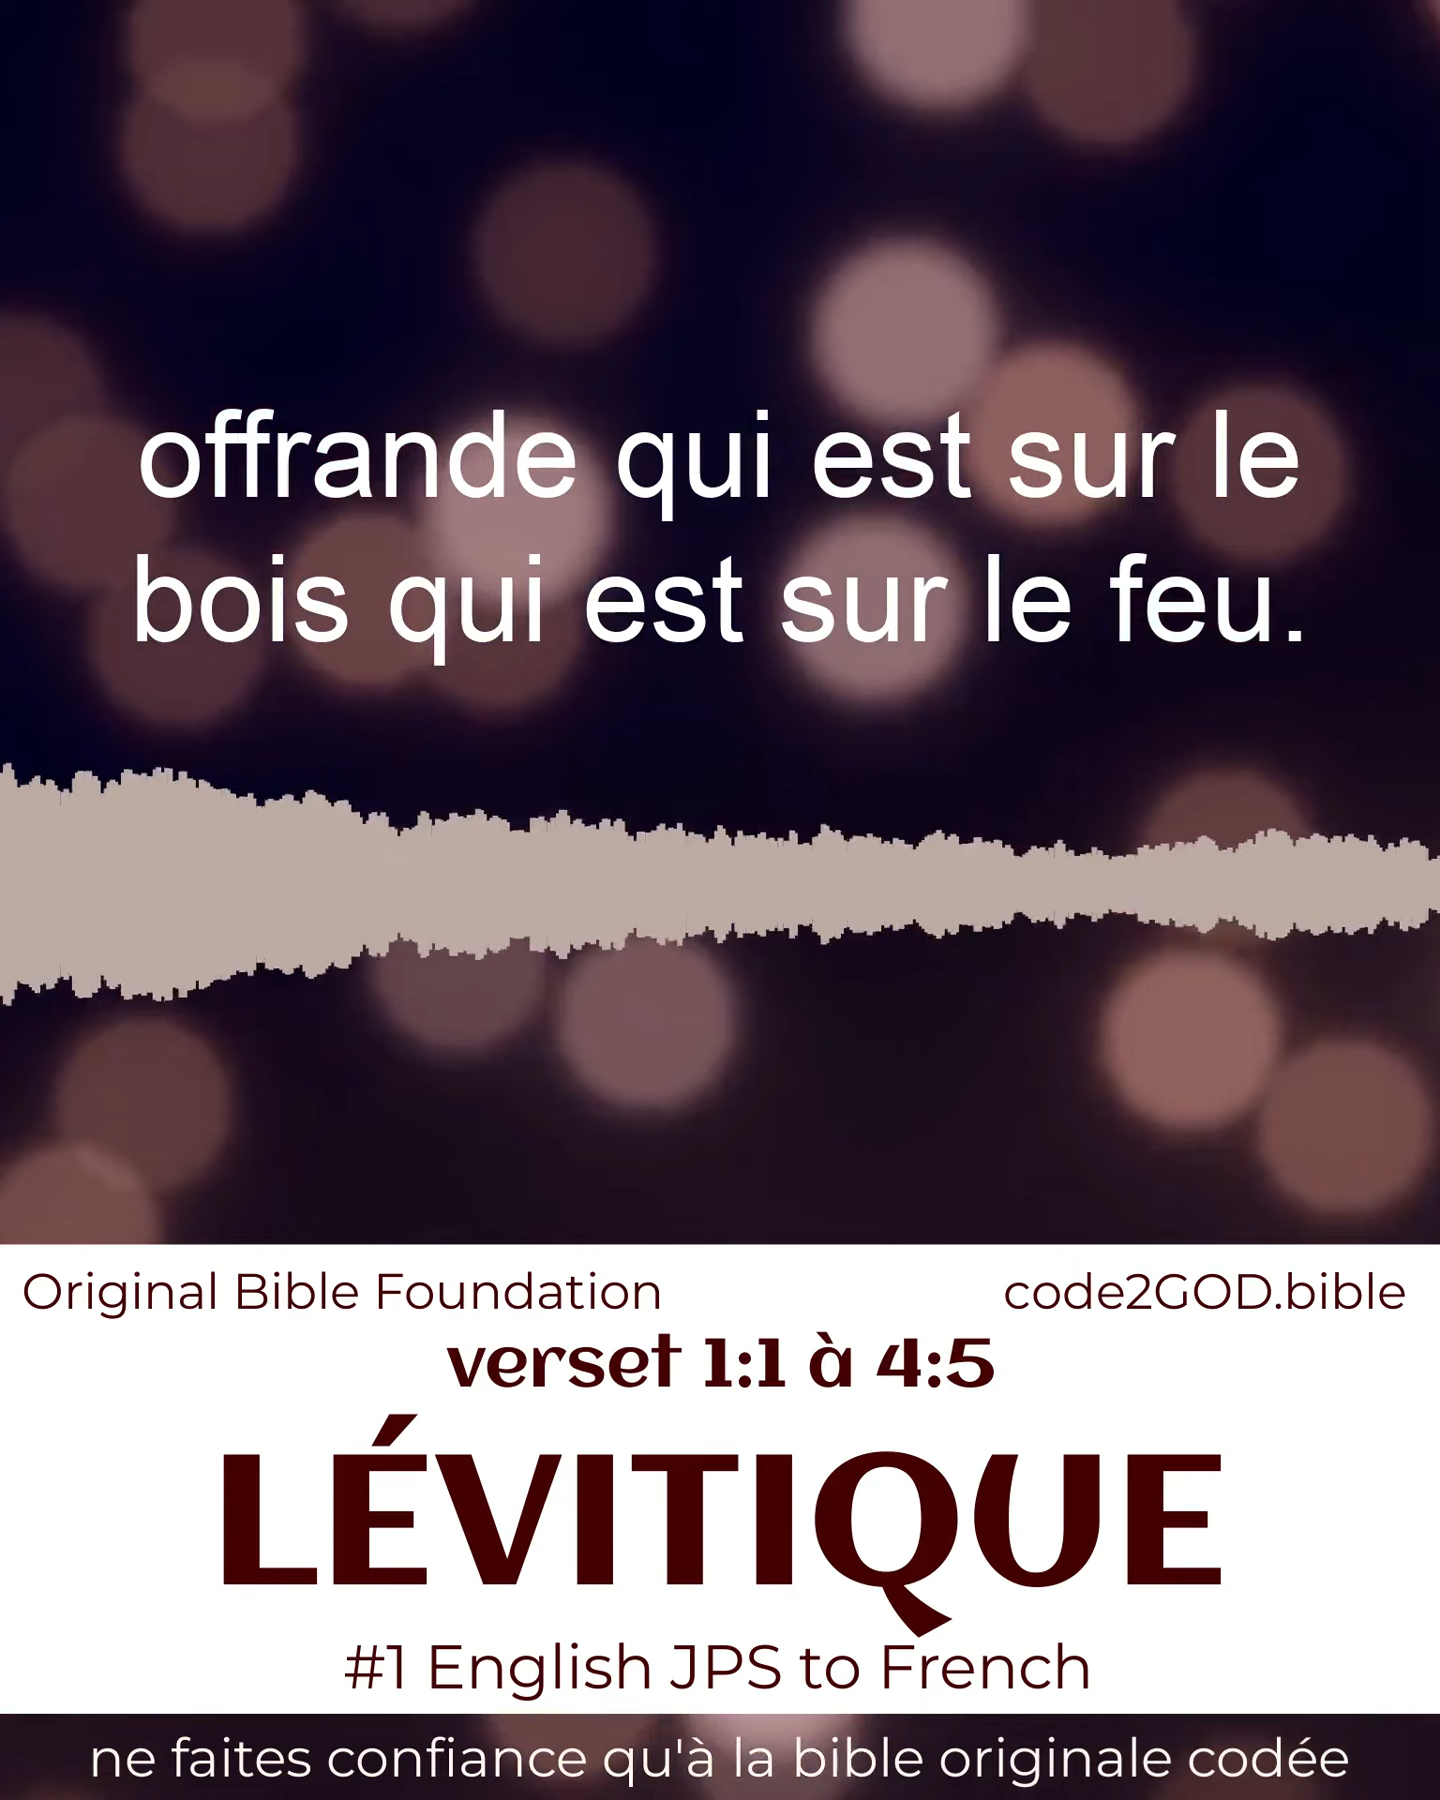 offrande qui est sur le
bois qui est sur le feu.
Original Bible Foundation
code2GOD.bible
verset 1:1 à 4:5
LÉVITIQUE
#1 English JPS to French
ne faites confiance qu'à la bible originale codée